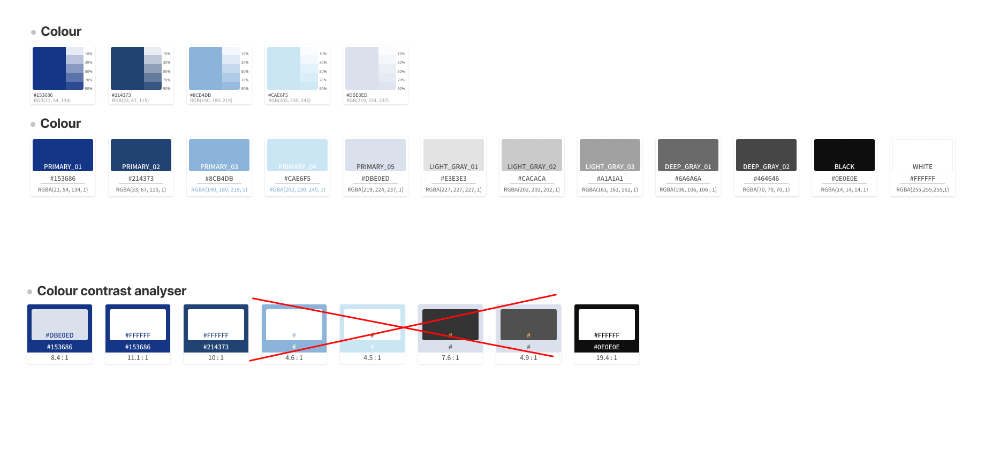 Colour
10%
30%
50%
70%
90%
#153686
RGB(21, 54, 134)
10%
30%
50%
70%
90%
#214373
RGB(33, 67, 115)
10%
30%
50%
70%
90%
#8CB4DB
RGB(140, 180, 219)
10%
30%
50%
70%
90%
#CAE6F5
RGB(202, 230, 245)
10%
30%
50%
70%
90%
#DBE0ED
RGB(219, 224, 237)
Colour
PRIMARY_01
#153686
RGBA(21, 54, 134, 1)
PRIMARY_02
#214373
RGBA(33, 67, 115, 1)
PRIMARY_03
#8CB4DB
RGBA(140, 180, 219, 1)
PRIMARY_04
#CAE6F5
RGBA(202, 230, 245, 1)
PRIMARY_05
#DBE0ED
RGBA(219, 224, 237, 1)
LIGHT_GRAY_01
#E3E3E3
RGBA(227, 227, 227, 1)
LIGHT_GRAY_02
#CACACA
RGBA(202, 202, 202, 1)
LIGHT_GRAY_03
#A1A1A1
RGBA(161, 161, 161, 1)
DEEP_GRAY_01
#6A6A6A
RGBA(106, 106, 106 , 1)
DEEP_GRAY_02
#464646
RGBA(70, 70, 70, 1)
BLACK
#0E0E0E
RGBA(14, 14, 14, 1)
WHITE
#FFFFFF
RGBA(255,255,255,1)
Colour contrast analyser
#DBE0ED
#153686
8.4 : 1
#FFFFFF
#153686
11.1 : 1
#FFFFFF
#214373
10 : 1
#
#
4.6 : 1
#
#
4.5 : 1
#
#
7.6 : 1
#
#
4.9 : 1
#FFFFFF
#0E0E0E
19.4 : 1